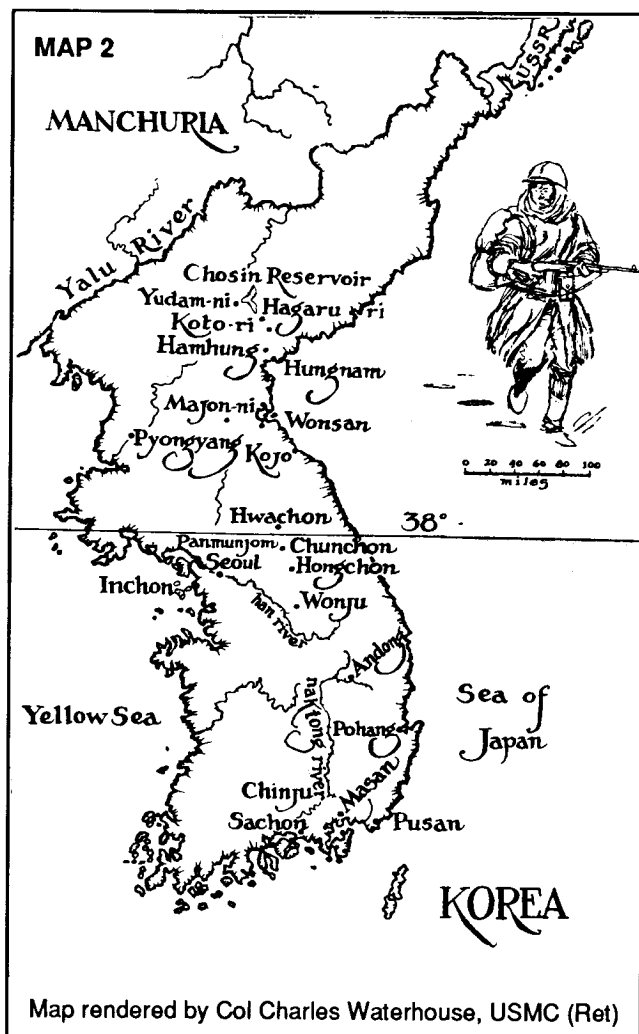 MAP 2
USSR
MANCHURIA
Yalu River
Chosin Reservoir
Yudam-ni
Hagaru ri
Koto-ri
Hamhung
Hungnam
Majon-ni
Wonsan
Pyongyang
Kojo
0 20 40 60 80 100
miles
Hwachon
38°
Panmunjom
Chunchon
Seoul
Hongchon
Inchon
Wonju
han river
Andong
naktong river
Yellow Sea
Sea of
Japan
Pohang
Chinju
Masan
Sachon
Pusan
KOREA
Map rendered by Col Charles Waterhouse, USMC (Ret)